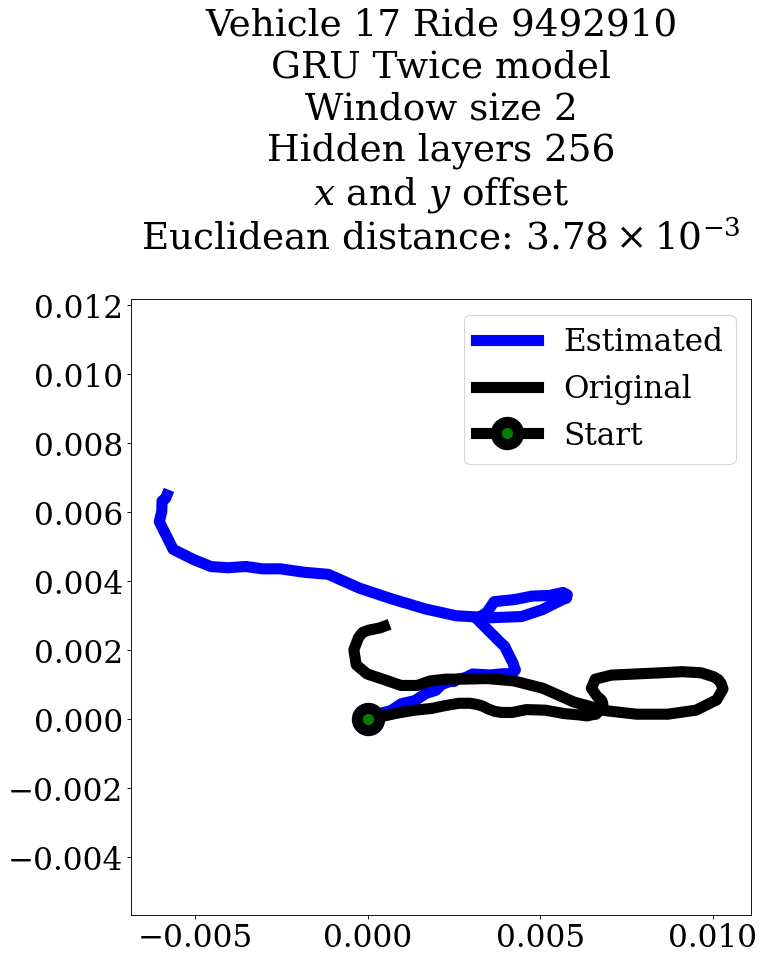 Vehicle 17 Ride 9492910
GRU Twice model
Window size 2
Hidden layers 256
x and y offset
Euclidean distance: 3.78 × 10⁻³
0.012
0.010
0.008
0.006
0.004
0.002
0.000
−0.002
−0.004
Estimated
Original
Start
−0.005 0.000 0.005 0.010